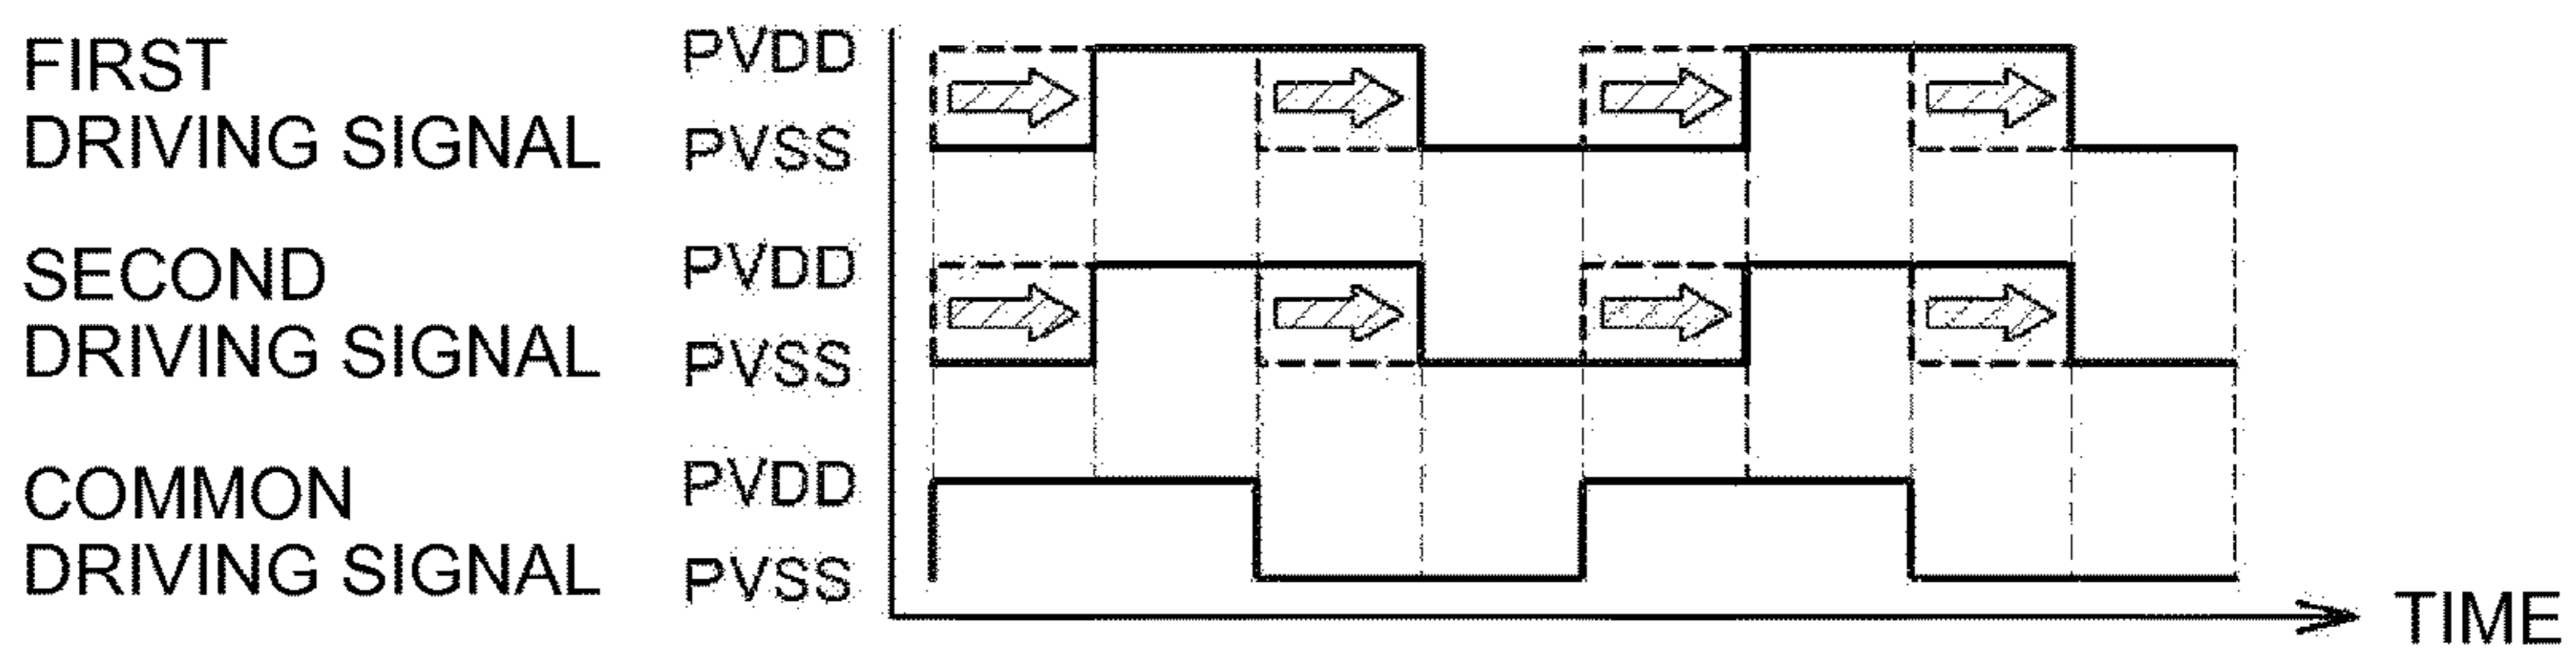 FIRST
DRIVING SIGNAL
PVDD
PVSS
SECOND
DRIVING SIGNAL
PVDD
PVSS
COMMON
DRIVING SIGNAL
PVDD
PVSS
TIME